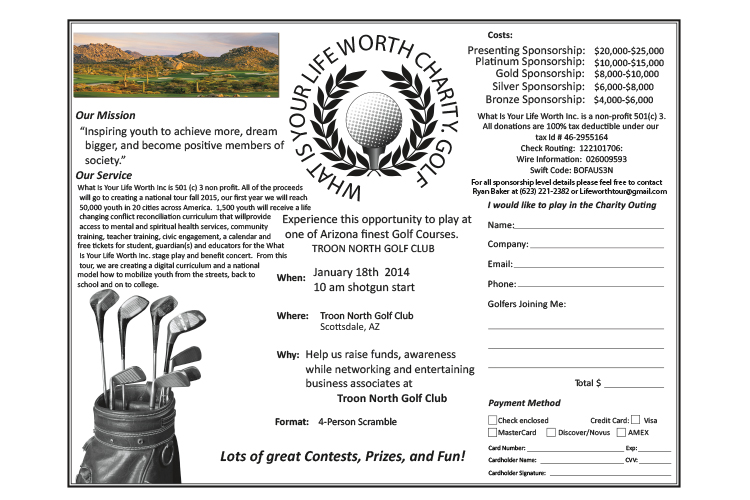 Our Mission
“Inspiring youth to achieve more, dream
bigger, and become positive members of
society.”
Our Service
What Is Your Life Worth Inc is 501 (c) 3 non profit. All of the proceeds
will go to creating a national tour fall 2015, our first year we will reach
50,000 youth in 20 cities across America. 1,500 youth will receive a life
changing conflict reconciliation curriculum that willprovide
access to mental and spiritual health services, community
training, teacher training, civic engagement, a calendar and
free tickets for student, guardian(s) and educators for the What
Is Your Life Worth Inc. stage play and benefit concert. From this
tour, we are creating a digital curriculum and a national
model how to mobilize youth from the streets, back to
school and on to college.
WHAT IS YOUR LIFE WORTH CHARITY. GOLF
Experience this opportunity to play at
one of Arizona finest Golf Courses.
TROON NORTH GOLF CLUB
When: January 18th 2014
10 am shotgun start
Where: Troon North Golf Club
Scottsdale, AZ
Why: Help us raise funds, awareness
while networking and entertaining
business associates at
Troon North Golf Club
Format: 4-Person Scramble
Lots of great Contests, Prizes, and Fun!
Costs:
Presenting Sponsorship: $20,000-$25,000
Platinum Sponsorship: $10,000-$15,000
Gold Sponsorship: $8,000-$10,000
Silver Sponsorship: $6,000-$8,000
Bronze Sponsorship: $4,000-$6,000
What Is Your Life Worth Inc. is a non-profit 501(c) 3.
All donations are 100% tax deductible under our
tax Id # 46-2955164
Check Routing: 122101706:
Wire Information: 026009593
Swift Code: BOFAUS3N
For all sponsorship level details please feel free to contact
Ryan Baker at (623) 221-2382 or Lifeworthtour@gmail.com
I would like to play in the Charity Outing
Name:
Company:
Email:
Phone:
Golfers Joining Me:
Total $
Payment Method
Check enclosed Credit Card: Visa
MasterCard Discover/Novus AMEX
Card Number: Exp:
Cardholder Name: CVV:
Cardholder Signature: